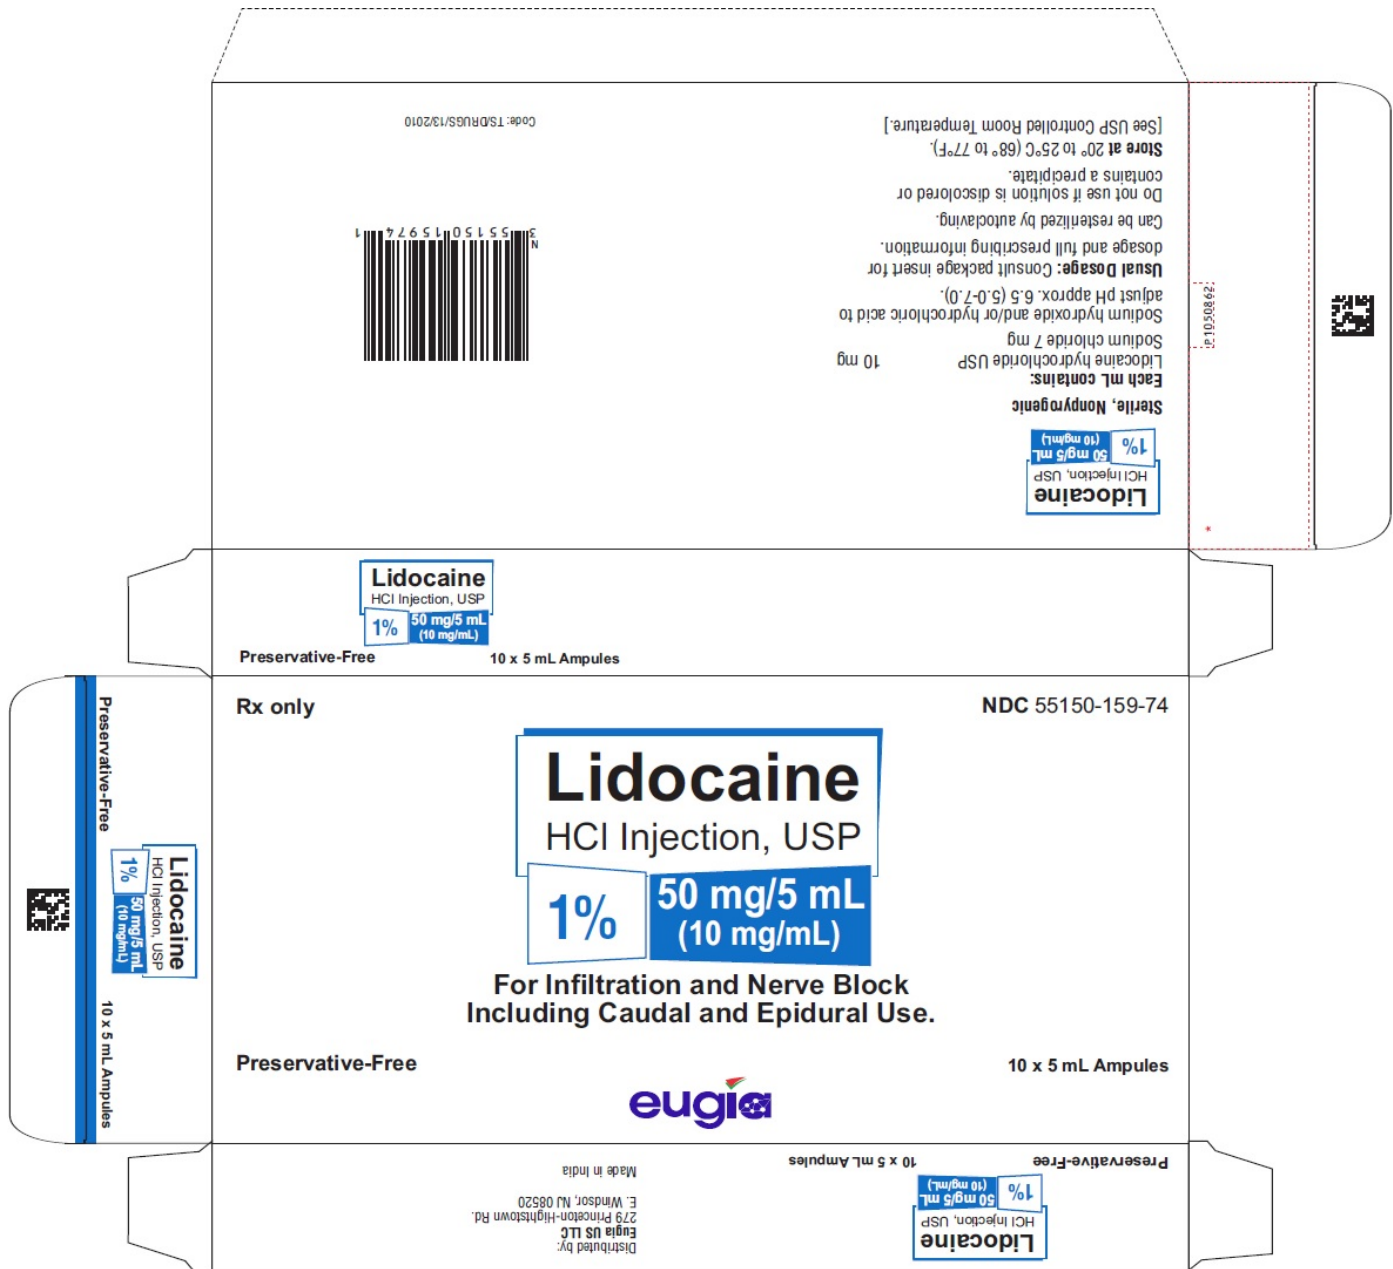 Code: TS/DRUGS/13/2010
N
3 55150 15974 1
Lidocaine
HCl Injection, USP
1%
50 mg/5 mL
(10 mg/mL)
Sterile, Nonpyrogenic
Each mL contains:
Lidocaine hydrochloride USP 10 mg
Sodium chloride 7 mg
Sodium hydroxide and/or hydrochloric acid to
adjust pH approx. 6.5 (5.0-7.0).
Usual Dosage: Consult package insert for
dosage and full prescribing information.
Can be resterilized by autoclaving.
Do not use if solution is discolored or
contains a precipitate.
Store at 20° to 25°C (68° to 77°F).
[See USP Controlled Room Temperature.]
P1050862
*
Lidocaine
HCl Injection, USP
1%
50 mg/5 mL
(10 mg/mL)
Preservative-Free 10 x 5 mL Ampules
Preservative-Free
Lidocaine
HCl Injection, USP
1%
50 mg/5 mL
(10 mg/mL)
10 x 5 mL Ampules
Rx only
NDC 55150-159-74
Lidocaine
HCl Injection, USP
1%
50 mg/5 mL
(10 mg/mL)
For Infiltration and Nerve Block
Including Caudal and Epidural Use.
Preservative-Free
10 x 5 mL Ampules
eugia
Lidocaine
HCl Injection, USP
1%
50 mg/5 mL
(10 mg/mL)
Preservative-Free 10 x 5 mL Ampules
Distributed by:
Eugia US LLC
279 Princeton-Hightstown Rd.
E. Windsor, NJ 08520
Made in India